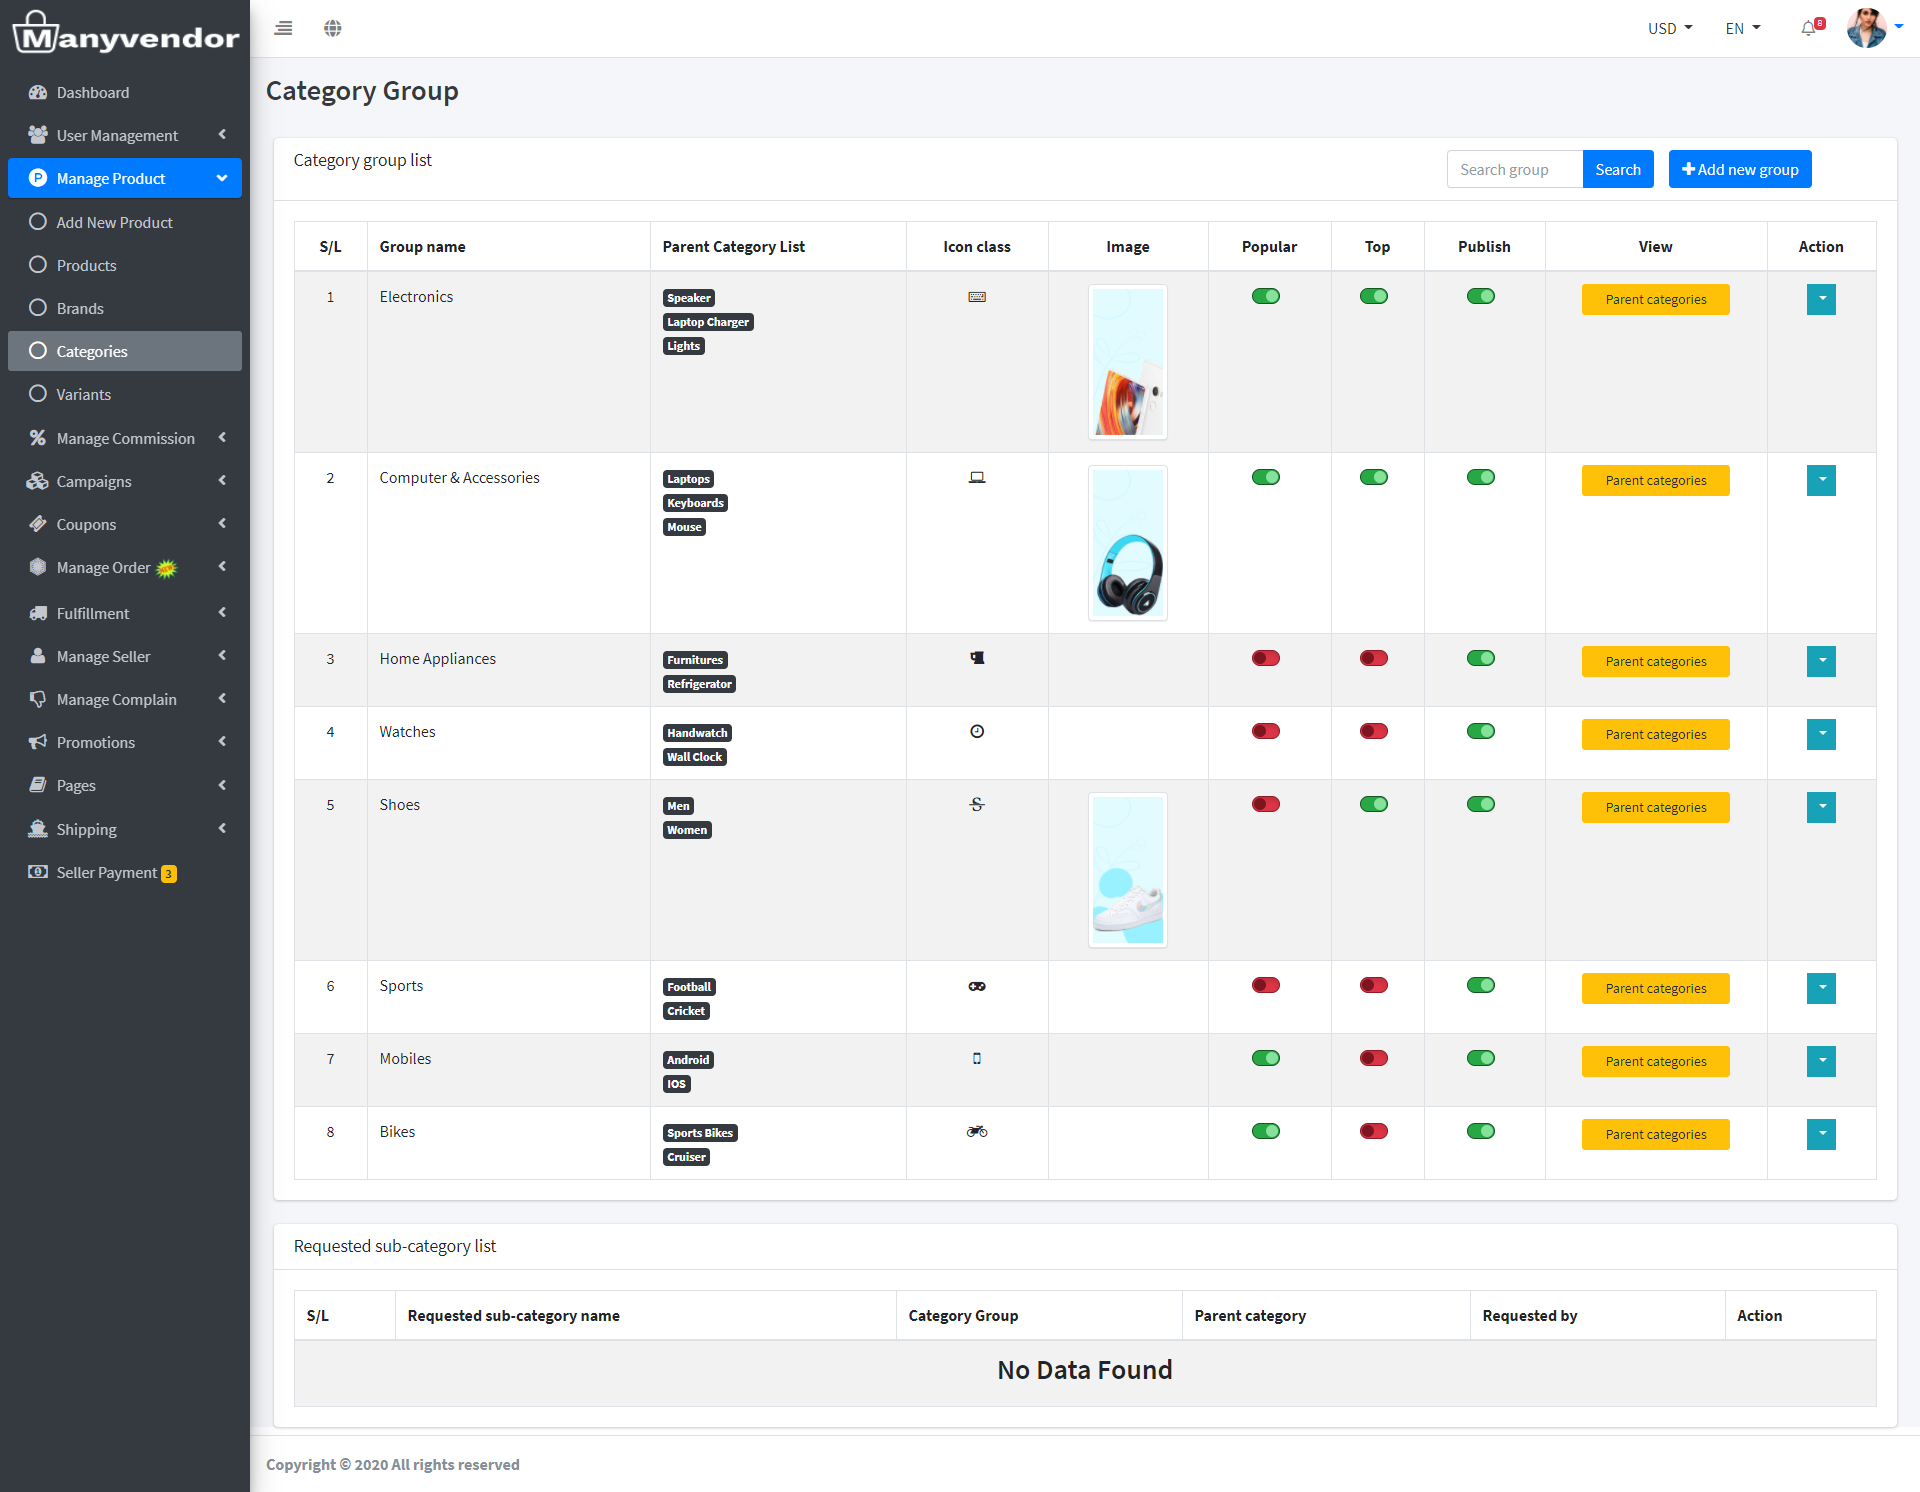 Manyvendor
USD
EN
8
Dashboard
User Management
Manage Product
Add New Product
Products
Brands
Categories
Variants
Manage Commission
Campaigns
Coupons
Manage Order
Fulfillment
Manage Seller
Manage Complain
Promotions
Pages
Shipping
Seller Payment 3
Category Group
Category group list
Search group
Search
Add new group
S/L Group name Parent Category List Icon class Image Popular Top Publish View Action
1 Electronics Speaker Parent categories
Laptop Charger
Lights
2 Computer & Accessories Laptops Parent categories
Keyboards
Mouse
3 Home Appliances Furnitures Parent categories
Refrigerator
4 Watches Handwatch Parent categories
Wall Clock
5 Shoes Men Parent categories
Women
6 Sports Football Parent categories
Cricket
7 Mobiles Android Parent categories
IOS
8 Bikes Sports Bikes Parent categories
Cruiser
Requested sub-category list
S/L Requested sub-category name Category Group Parent category Requested by Action
No Data Found
Copyright © 2020 All rights reserved